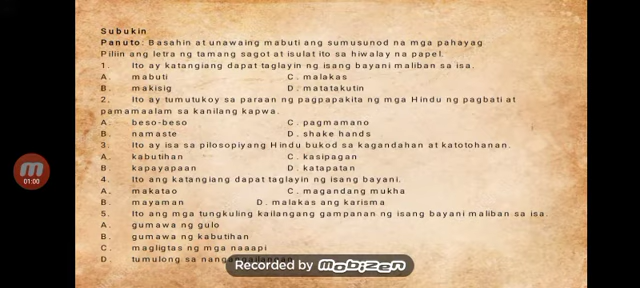 Subukin
Panuto: Basahin at unawaing mabuti ang sumusunod na mga pahayag
Piliin ang letra ng tamang sagot at isulat ito sa hiwalay na papel.
1. Ito ay katangiang dapat taglayin ng isang bayani maliban sa isa.
A. mabuti C. malakas
B. makisig D. matatakutin
2. Ito ay tumutukoy sa paraan ng pagpapakita ng mga Hindu ng pagbati at
pamamaalam sa kanilang kapwa.
A. beso-beso C. pagmamano
B. namaste D. shake hands
3. Ito ay isa sa pilosopiyang Hindu bukod sa kagandahan at katotohanan.
A. kabutihan C. kasipagan
B. kapayapaan D. katapatan
4. Ito ang katangiang dapat taglayin ng isang bayani.
A. makatao C. magandang mukha
B. mayaman D. malakas ang karisma
5. Ito ang mga tungkuling kailangang gampanan ng isang bayani maliban sa isa.
A. gumawa ng gulo
B. gumawa ng kabutihan
C. magligtas ng mga naaapi
D. tumulong sa nangangailangan
M
01:00
Recorded by MOBIZEN